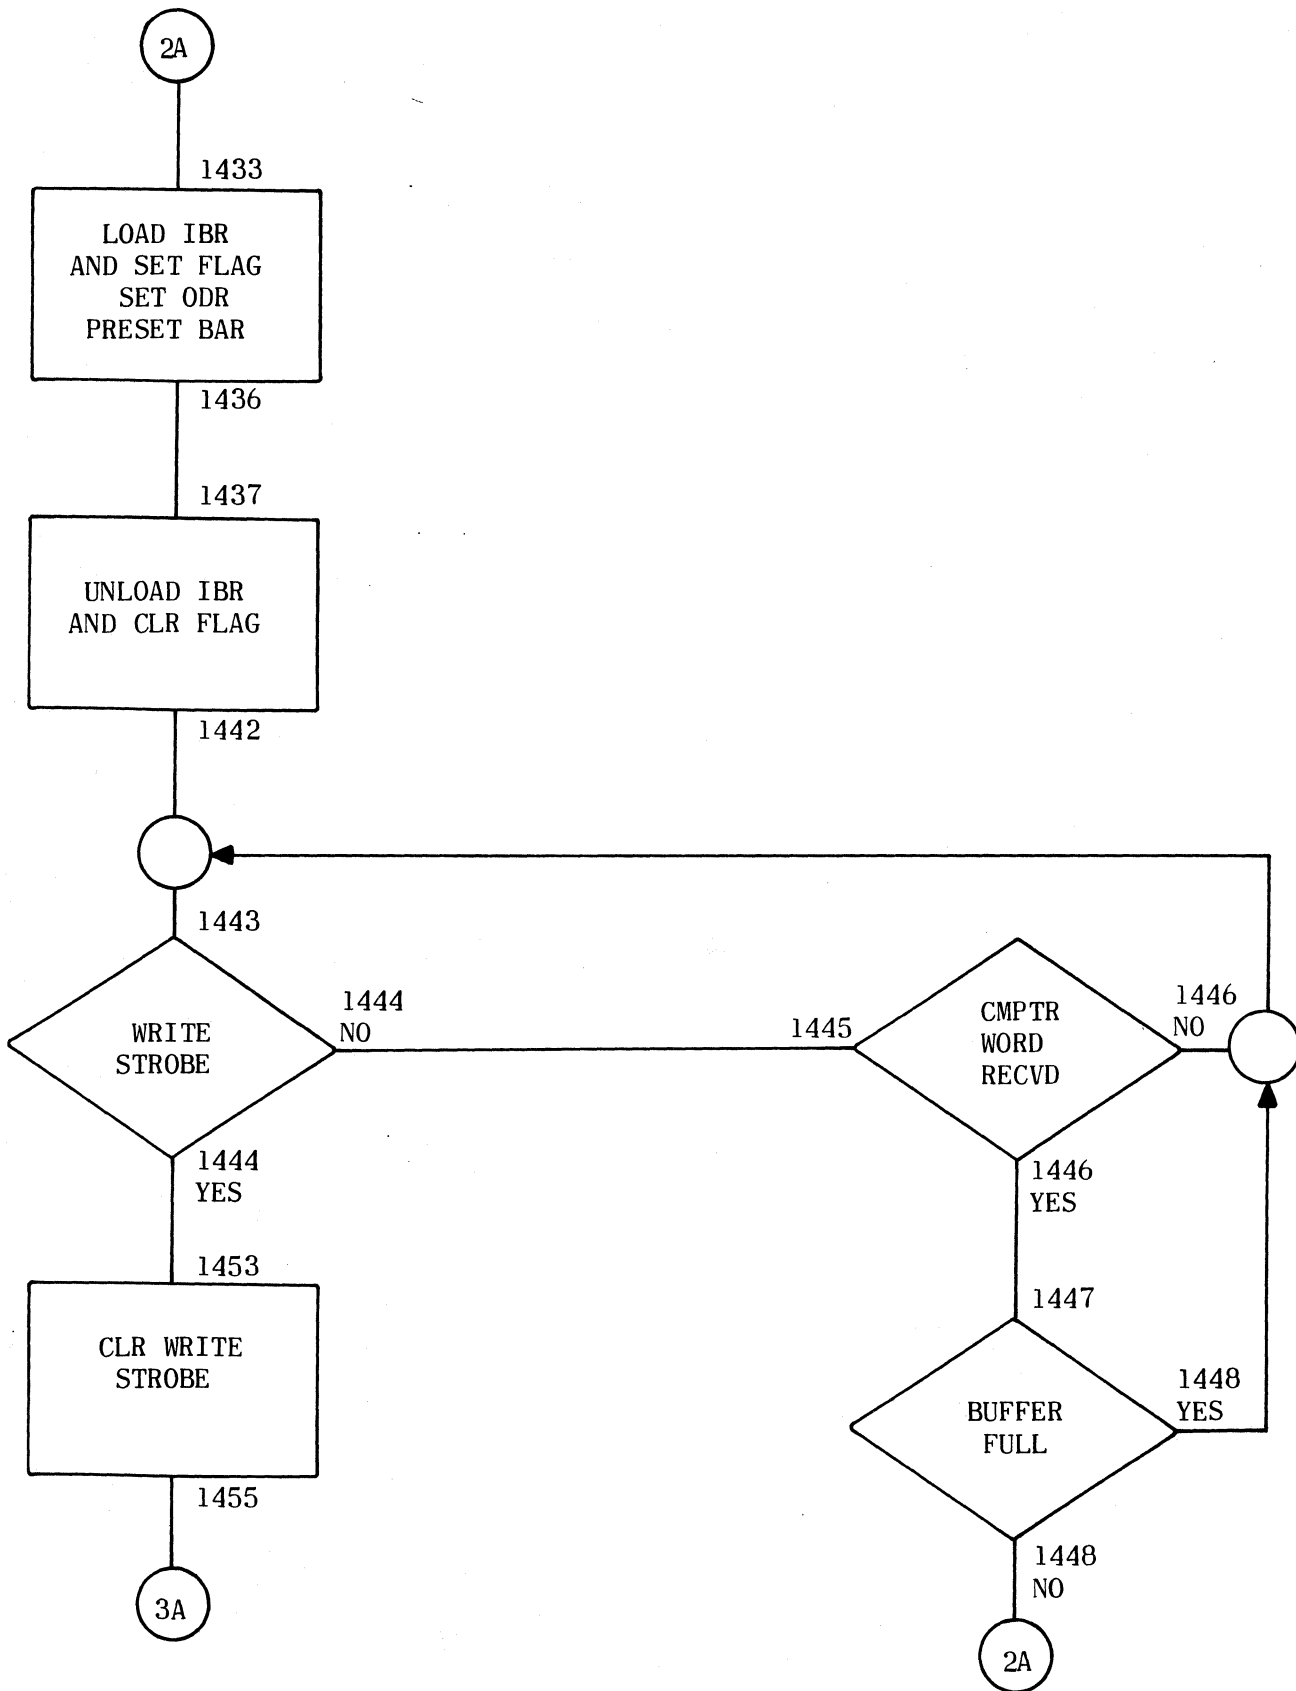 2A
1433
LOAD IBR
AND SET FLAG
SET ODR
PRESET BAR
1436
1437
UNLOAD IBR
AND CLR FLAG
1442
1443
WRITE
STROBE
1444
NO
1445
CMPTR
WORD
RECVD
1446
NO
1444
YES
1446
YES
1453
CLR WRITE
STROBE
1447
BUFFER
FULL
1448
YES
1455
3A
1448
NO
2A